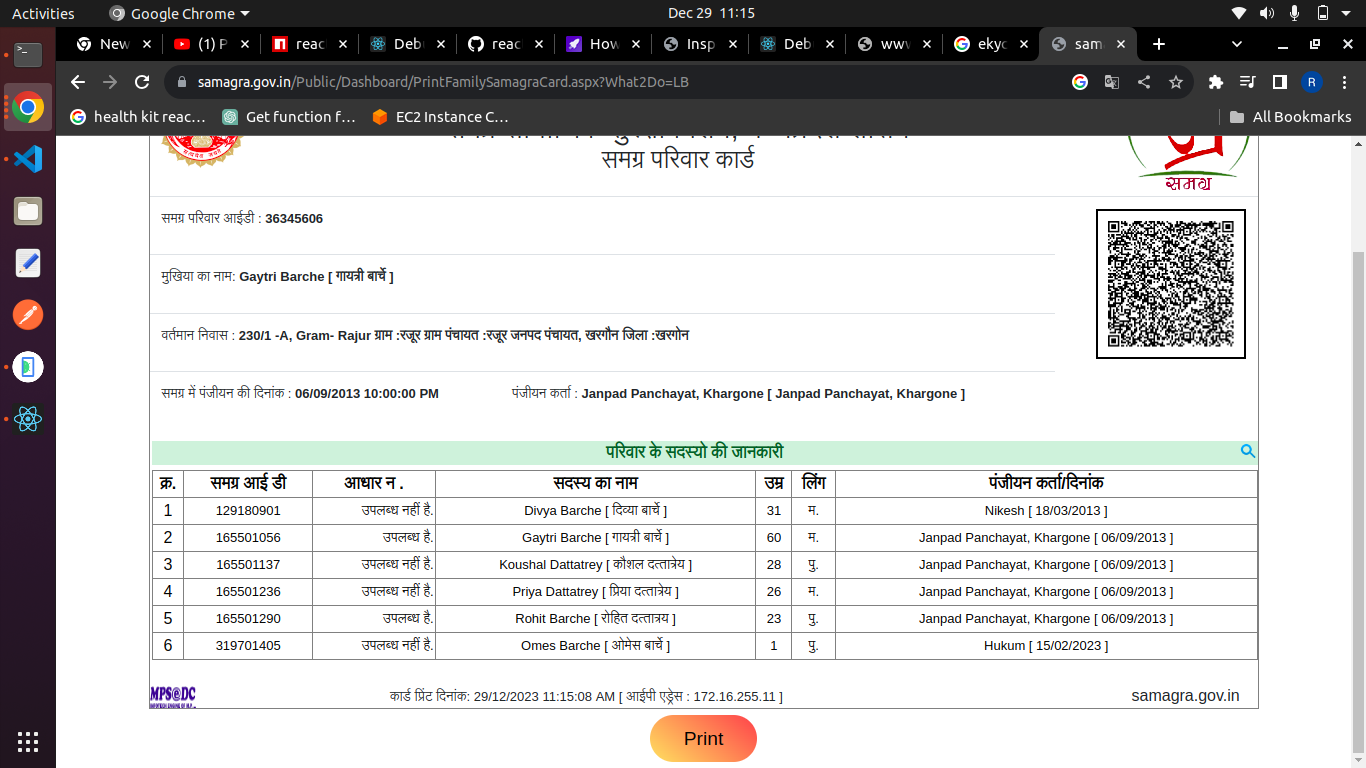 Activities Google Chrome Dec 29 11:15
New (1) P reac Deb reac How Insp Deb www ekyc sam
samagra.gov.in/Public/Dashboard/PrintFamilySamagraCard.aspx?What2Do=LB R
health kit reac... Get function f... EC2 Instance C... All Bookmarks
समग्र परिवार कार्ड
समग्र
समग्र परिवार आईडी : 36345606
मुखिया का नाम: Gaytri Barche [ गायत्री बार्चे ]
वर्तमान निवास : 230/1 -A, Gram- Rajur ग्राम :रजूर ग्राम पंचायत :रजूर जनपद पंचायत, खरगौन जिला :खरगोन
समग्र में पंजीयन की दिनांक : 06/09/2013 10:00:00 PM पंजीयन कर्ता : Janpad Panchayat, Khargone [ Janpad Panchayat, Khargone ]
परिवार के सदस्यो की जानकारी
क्र. समग्र आई डी आधार न . सदस्य का नाम उम्र लिंग पंजीयन कर्ता/दिनांक
1 129180901 उपलब्ध नहीं है. Divya Barche [ दिव्या बार्चे ] 31 म. Nikesh [ 18/03/2013 ]
2 165501056 उपलब्ध है. Gaytri Barche [ गायत्री बार्चे ] 60 म. Janpad Panchayat, Khargone [ 06/09/2013 ]
3 165501137 उपलब्ध नहीं है. Koushal Dattatrey [ कौशल दत्तात्रेय ] 28 पु. Janpad Panchayat, Khargone [ 06/09/2013 ]
4 165501236 उपलब्ध नहीं है. Priya Dattatrey [ प्रिया दत्तात्रेय ] 26 म. Janpad Panchayat, Khargone [ 06/09/2013 ]
5 165501290 उपलब्ध है. Rohit Barche [ रोहित दत्तात्रय ] 23 पु. Janpad Panchayat, Khargone [ 06/09/2013 ]
6 319701405 उपलब्ध नहीं है. Omes Barche [ ओमेस बार्चे ] 1 पु. Hukum [ 15/02/2023 ]
MPS@DC कार्ड प्रिंट दिनांक: 29/12/2023 11:15:08 AM [ आईपी एड्रेस : 172.16.255.11 ] samagra.gov.in
Print